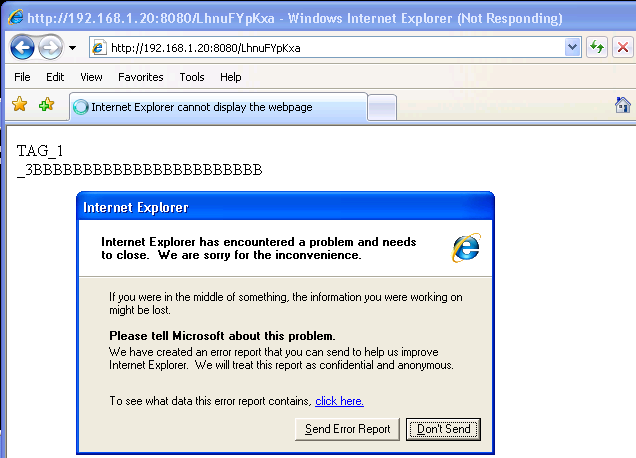 http://192.168.1.20:8080/LhnuFYpKxa - Windows Internet Explorer (Not Responding)
http://192.168.1.20:8080/LhnuFYpKxa
File Edit View Favorites Tools Help
Internet Explorer cannot display the webpage
TAG_1
_3BBBBBBBBBBBBBBBBBBBBBBB
Internet Explorer
Internet Explorer has encountered a problem and needs
to close. We are sorry for the inconvenience.
If you were in the middle of something, the information you were working on
might be lost.
Please tell Microsoft about this problem.
We have created an error report that you can send to help us improve
Internet Explorer. We will treat this report as confidential and anonymous.
To see what data this error report contains, click here.
Send Error Report Don't Send